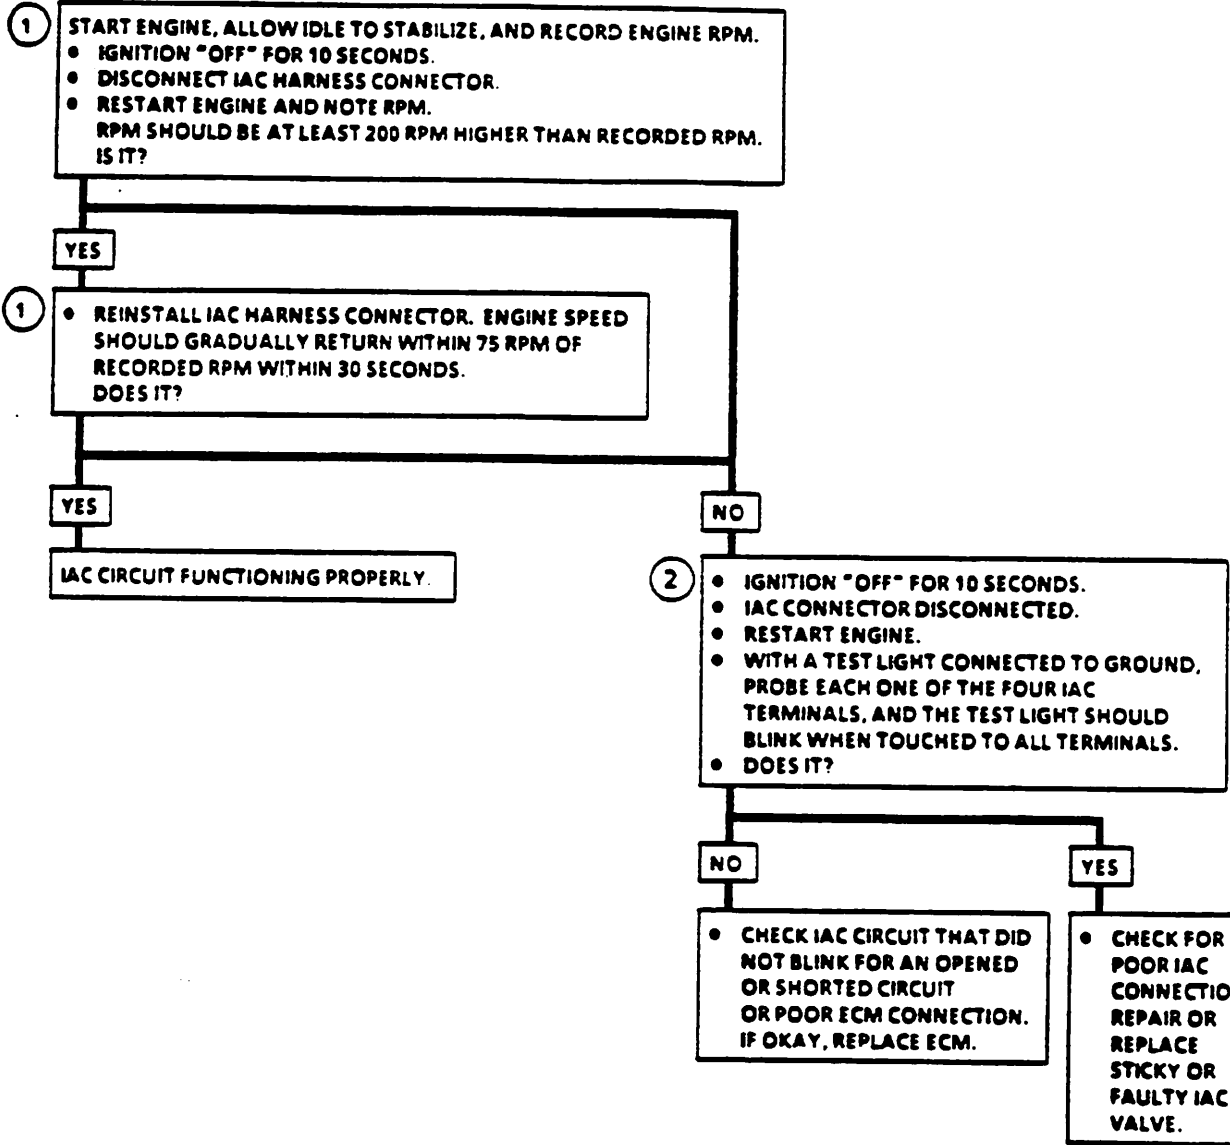 1
START ENGINE, ALLOW IDLE TO STABILIZE, AND RECORD ENGINE RPM.
● IGNITION "OFF" FOR 10 SECONDS.
● DISCONNECT IAC HARNESS CONNECTOR.
● RESTART ENGINE AND NOTE RPM.
RPM SHOULD BE AT LEAST 200 RPM HIGHER THAN RECORDED RPM.
IS IT?
YES
1
● REINSTALL IAC HARNESS CONNECTOR. ENGINE SPEED
SHOULD GRADUALLY RETURN WITHIN 75 RPM OF
RECORDED RPM WITHIN 30 SECONDS.
DOES IT?
YES
NO
IAC CIRCUIT FUNCTIONING PROPERLY.
2
● IGNITION "OFF" FOR 10 SECONDS.
● IAC CONNECTOR DISCONNECTED.
● RESTART ENGINE.
● WITH A TEST LIGHT CONNECTED TO GROUND,
PROBE EACH ONE OF THE FOUR IAC
TERMINALS, AND THE TEST LIGHT SHOULD
BLINK WHEN TOUCHED TO ALL TERMINALS.
● DOES IT?
NO
YES
● CHECK IAC CIRCUIT THAT DID
NOT BLINK FOR AN OPENED
OR SHORTED CIRCUIT
OR POOR ECM CONNECTION.
IF OKAY, REPLACE ECM.
● CHECK FOR
POOR IAC
CONNECTIO
REPAIR OR
REPLACE
STICKY OR
FAULTY IAC
VALVE.